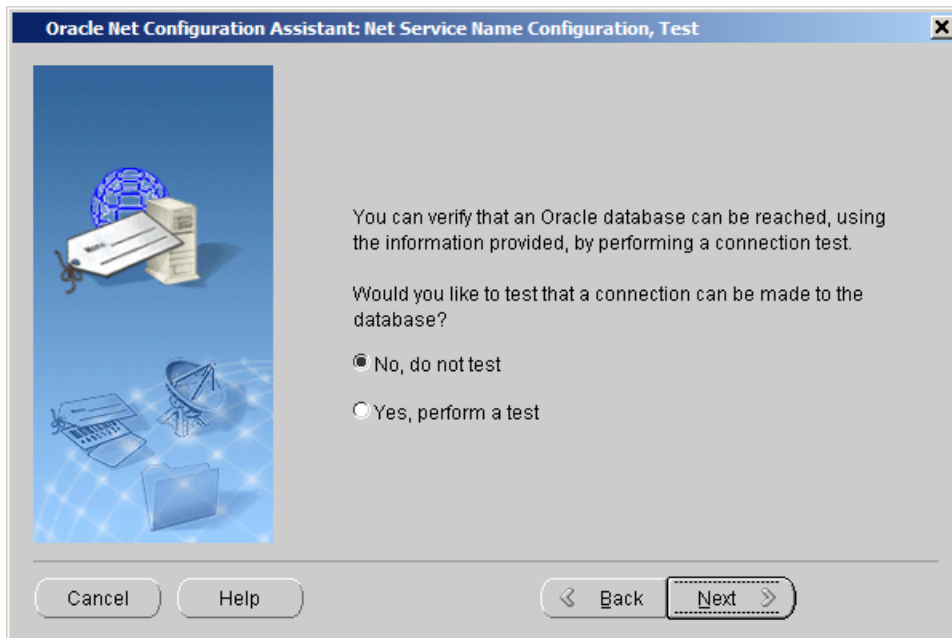 Oracle Net Configuration Assistant: Net Service Name Configuration, Test
You can verify that an Oracle database can be reached, using
the information provided, by performing a connection test.
Would you like to test that a connection can be made to the
database?
No, do not test
Yes, perform a test
Cancel
Help
Back
Next